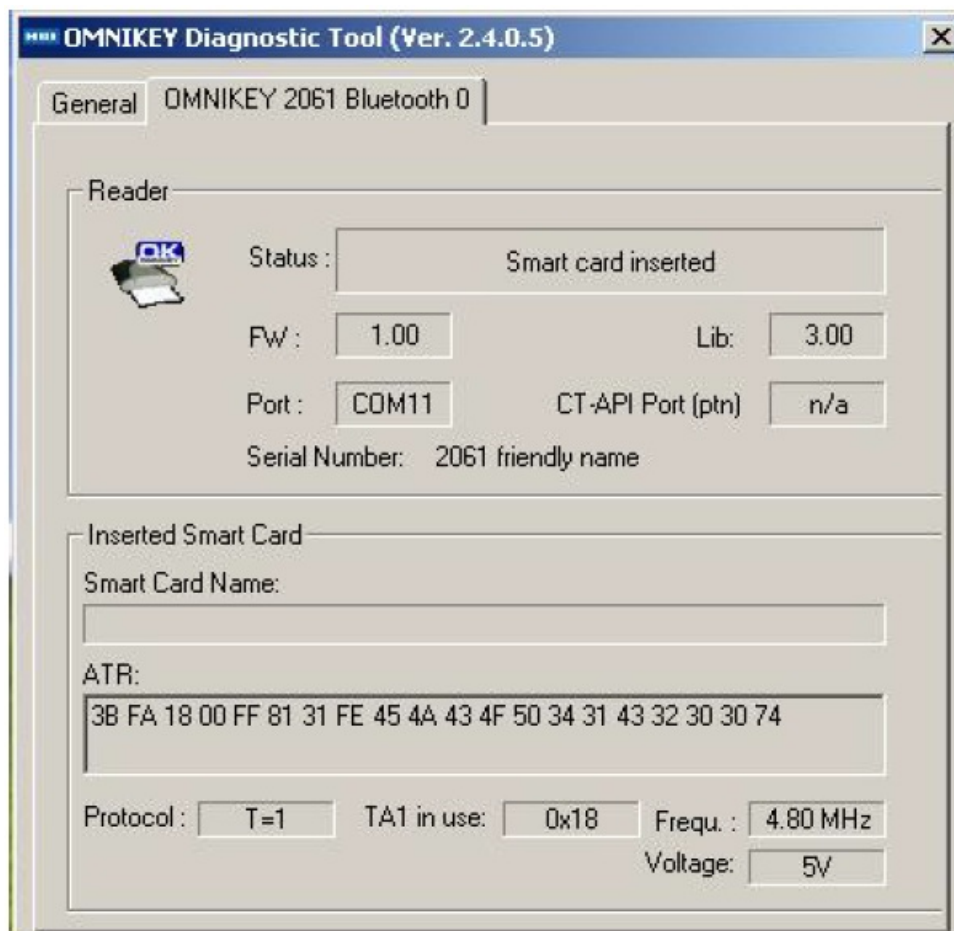 HID OMNIKEY Diagnostic Tool (Ver. 2.4.0.5)
General OMNIKEY 2061 Bluetooth 0
Reader
OK
Status : Smart card inserted
FW : 1.00 Lib: 3.00
Port : COM11 CT-API Port (ptn) n/a
Serial Number: 2061 friendly name
Inserted Smart Card
Smart Card Name:
ATR:
3B FA 18 00 FF 81 31 FE 45 4A 43 4F 50 34 31 43 32 30 30 74
Protocol : T=1 TA1 in use: 0x18 Frequ. : 4.80 MHz
Voltage: 5V